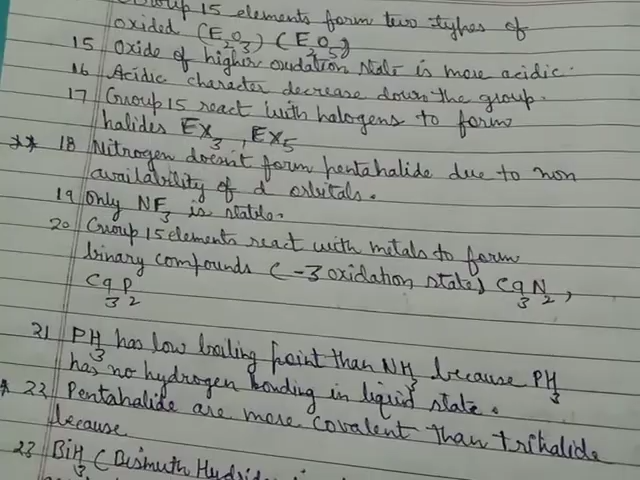 Group 15 elements form two types of
oxided (E2O3) (E2O5)
15 Oxide of higher oxidation state is more acidic.
16 Acidic character decrease down the group.
17 Group 15 react with halogens to form
halides EX3, EX5
** 18 Nitrogen doesn't form pentahalide due to non
availability of d orbitals.
19 only NF3 is stable.
20 Group 15 elements react with metals to form
binary compounds (-3 oxidation state) Ca3N2,
Ca3P2
21 PH3 has low boiling point than NH3 because PH3
has no hydrogen bonding in liquid state.
* 22 Pentahalide are more covalent than trihalide
because
23 BiH3 (Bismuth Hydride